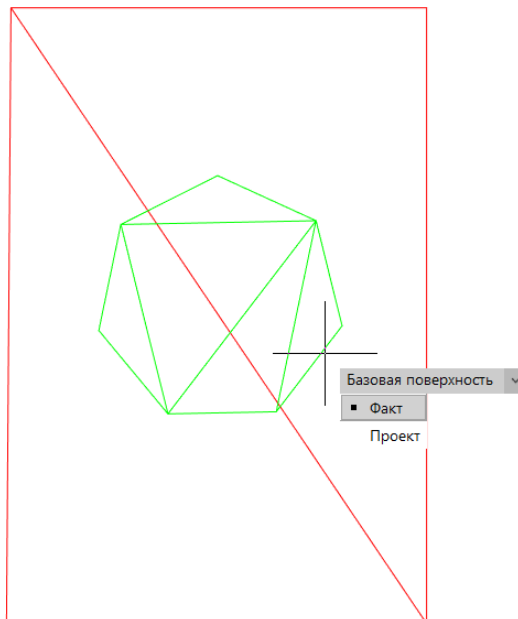 Базовая поверхность
Факт
Проект